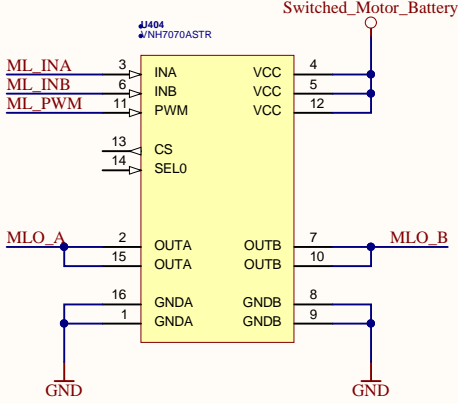 Switched_Motor_Battery
U404
VNH7070ASTR
ML_INA 3 INA VCC 4
ML_INB 6 INB VCC 5
ML_PWM 11 PWM VCC 12
13 CS
14 SEL0
MLO_A 2 OUTA OUTB 7 MLO_B
15 OUTA OUTB 10
16 GNDA GNDB 8
1 GNDA GNDB 9
GND GND